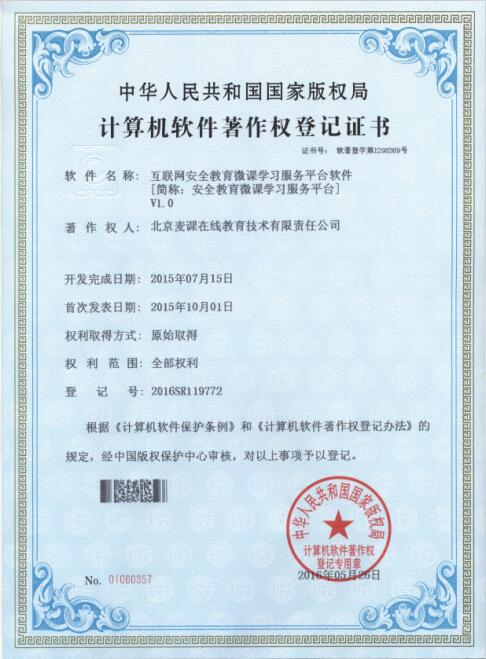 中华人民共和国国家版权局
计算机软件著作权登记证书
证书号： 软著登字第1298389号
软件名称： 互联网安全教育微课学习服务平台软件
[简称：安全教育微课学习服务平台]
V1.0
著作权人： 北京麦课在线教育技术有限责任公司
开发完成日期： 2015年07月15日
首次发表日期： 2015年10月01日
权利取得方式： 原始取得
权利范围： 全部权利
登记号： 2016SR119772
根据《计算机软件保护条例》和《计算机软件著作权登记办法》的
规定，经中国版权保护中心审核，对以上事项予以登记。
中华人民共和国国家版权局
计算机软件著作权
登记专用章
No. 01060357
2016年05月26日